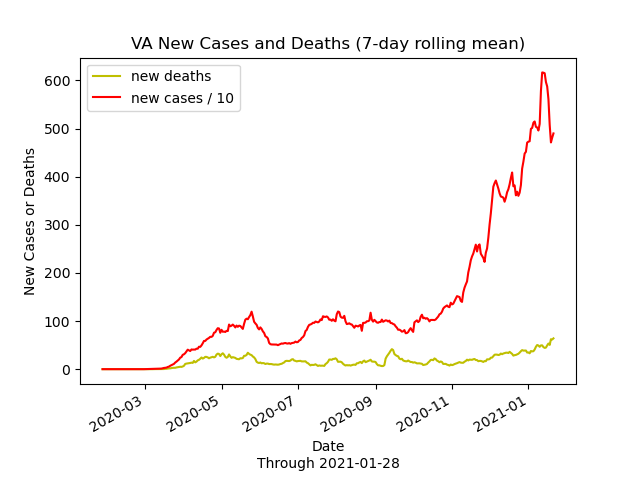 VA New Cases and Deaths (7-day rolling mean)
new deaths
new cases / 10
600
500
400
300
200
100
0
New Cases or Deaths
2020-03
2020-05
2020-07
2020-09
2020-11
2021-01
Date
Through 2021-01-28